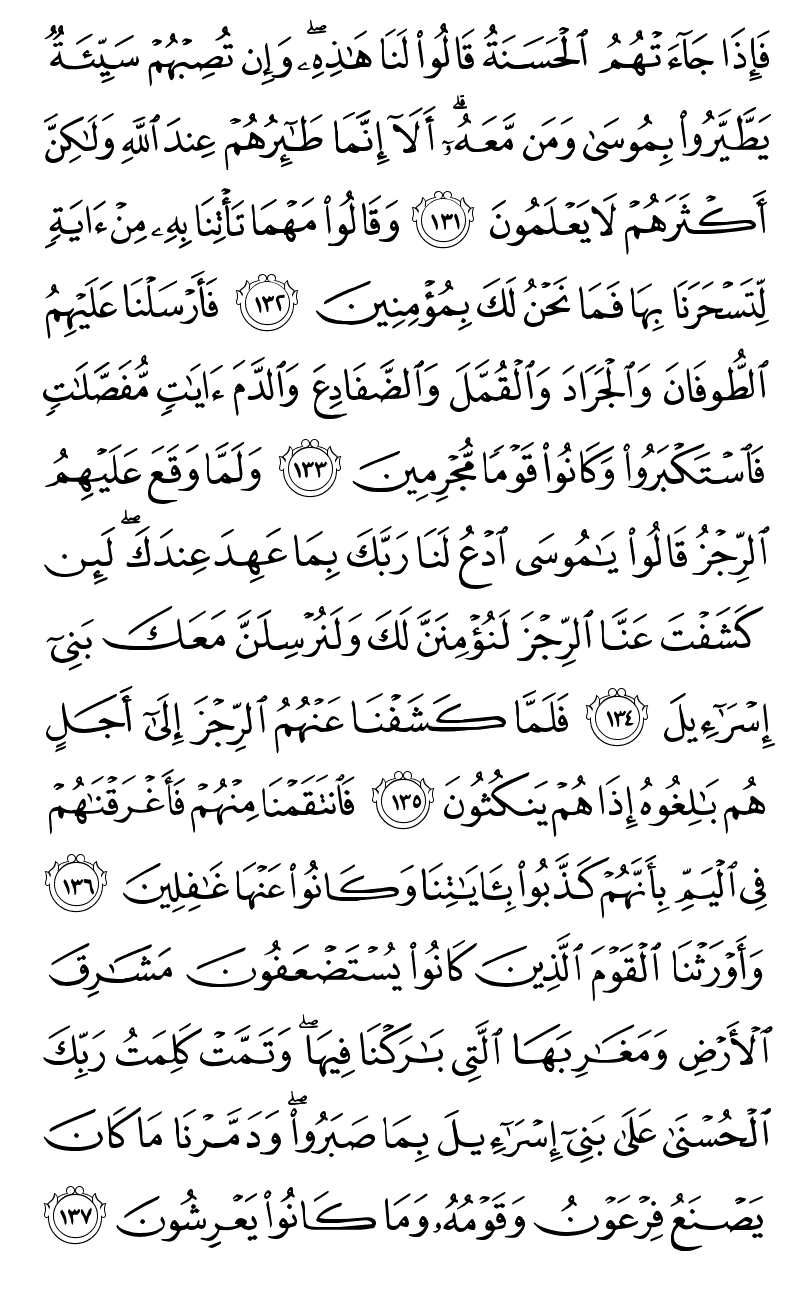 فَإِذَا جَآءَتْهُمُ ٱلْحَسَنَةُ قَالُوا۟ لَنَا هَـٰذِهِۦ ۖ وَإِن تُصِبْهُمْ سَيِّئَةٌۭ
يَطَّيَّرُوا۟ بِمُوسَىٰ وَمَن مَّعَهُۥٓ ۗ أَلَآ إِنَّمَا طَـٰٓئِرُهُمْ عِندَ ٱللَّهِ وَلَـٰكِنَّ
أَكْثَرَهُمْ لَا يَعْلَمُونَ ١٣١ وَقَالُوا۟ مَهْمَا تَأْتِنَا بِهِۦ مِنْ ءَايَةٍۢ
لِّتَسْحَرَنَا بِهَا فَمَا نَحْنُ لَكَ بِمُؤْمِنِينَ ١٣٢ فَأَرْسَلْنَا عَلَيْهِمُ
ٱلطُّوفَانَ وَٱلْجَرَادَ وَٱلْقُمَّلَ وَٱلضَّفَادِعَ وَٱلدَّمَ ءَايَـٰتٍۢ مُّفَصَّلَـٰتٍۢ
فَٱسْتَكْبَرُوا۟ وَكَانُوا۟ قَوْمًۭا مُّجْرِمِينَ ١٣٣ وَلَمَّا وَقَعَ عَلَيْهِمُ
ٱلرِّجْزُ قَالُوا۟ يَـٰمُوسَى ٱدْعُ لَنَا رَبَّكَ بِمَا عَهِدَ عِندَكَ ۖ لَئِن
كَشَفْتَ عَنَّا ٱلرِّجْزَ لَنُؤْمِنَنَّ لَكَ وَلَنُرْسِلَنَّ مَعَكَ بَنِىٓ
إِسْرَٰٓءِيلَ ١٣٤ فَلَمَّا كَشَفْنَا عَنْهُمُ ٱلرِّجْزَ إِلَىٰٓ أَجَلٍ
هُم بَـٰلِغُوهُ إِذَا هُمْ يَنكُثُونَ ١٣٥ فَٱنتَقَمْنَا مِنْهُمْ فَأَغْرَقْنَـٰهُمْ
فِى ٱلْيَمِّ بِأَنَّهُمْ كَذَّبُوا۟ بِـَٔايَـٰتِنَا وَكَانُوا۟ عَنْهَا غَـٰفِلِينَ ١٣٦
وَأَوْرَثْنَا ٱلْقَوْمَ ٱلَّذِينَ كَانُوا۟ يُسْتَضْعَفُونَ مَشَـٰرِقَ
ٱلْأَرْضِ وَمَغَـٰرِبَهَا ٱلَّتِى بَـٰرَكْنَا فِيهَا ۖ وَتَمَّتْ كَلِمَتُ رَبِّكَ
ٱلْحُسْنَىٰ عَلَىٰ بَنِىٓ إِسْرَٰٓءِيلَ بِمَا صَبَرُوا۟ ۖ وَدَمَّرْنَا مَا كَانَ
يَصْنَعُ فِرْعَوْنُ وَقَوْمُهُۥ وَمَا كَانُوا۟ يَعْرِشُونَ ١٣٧